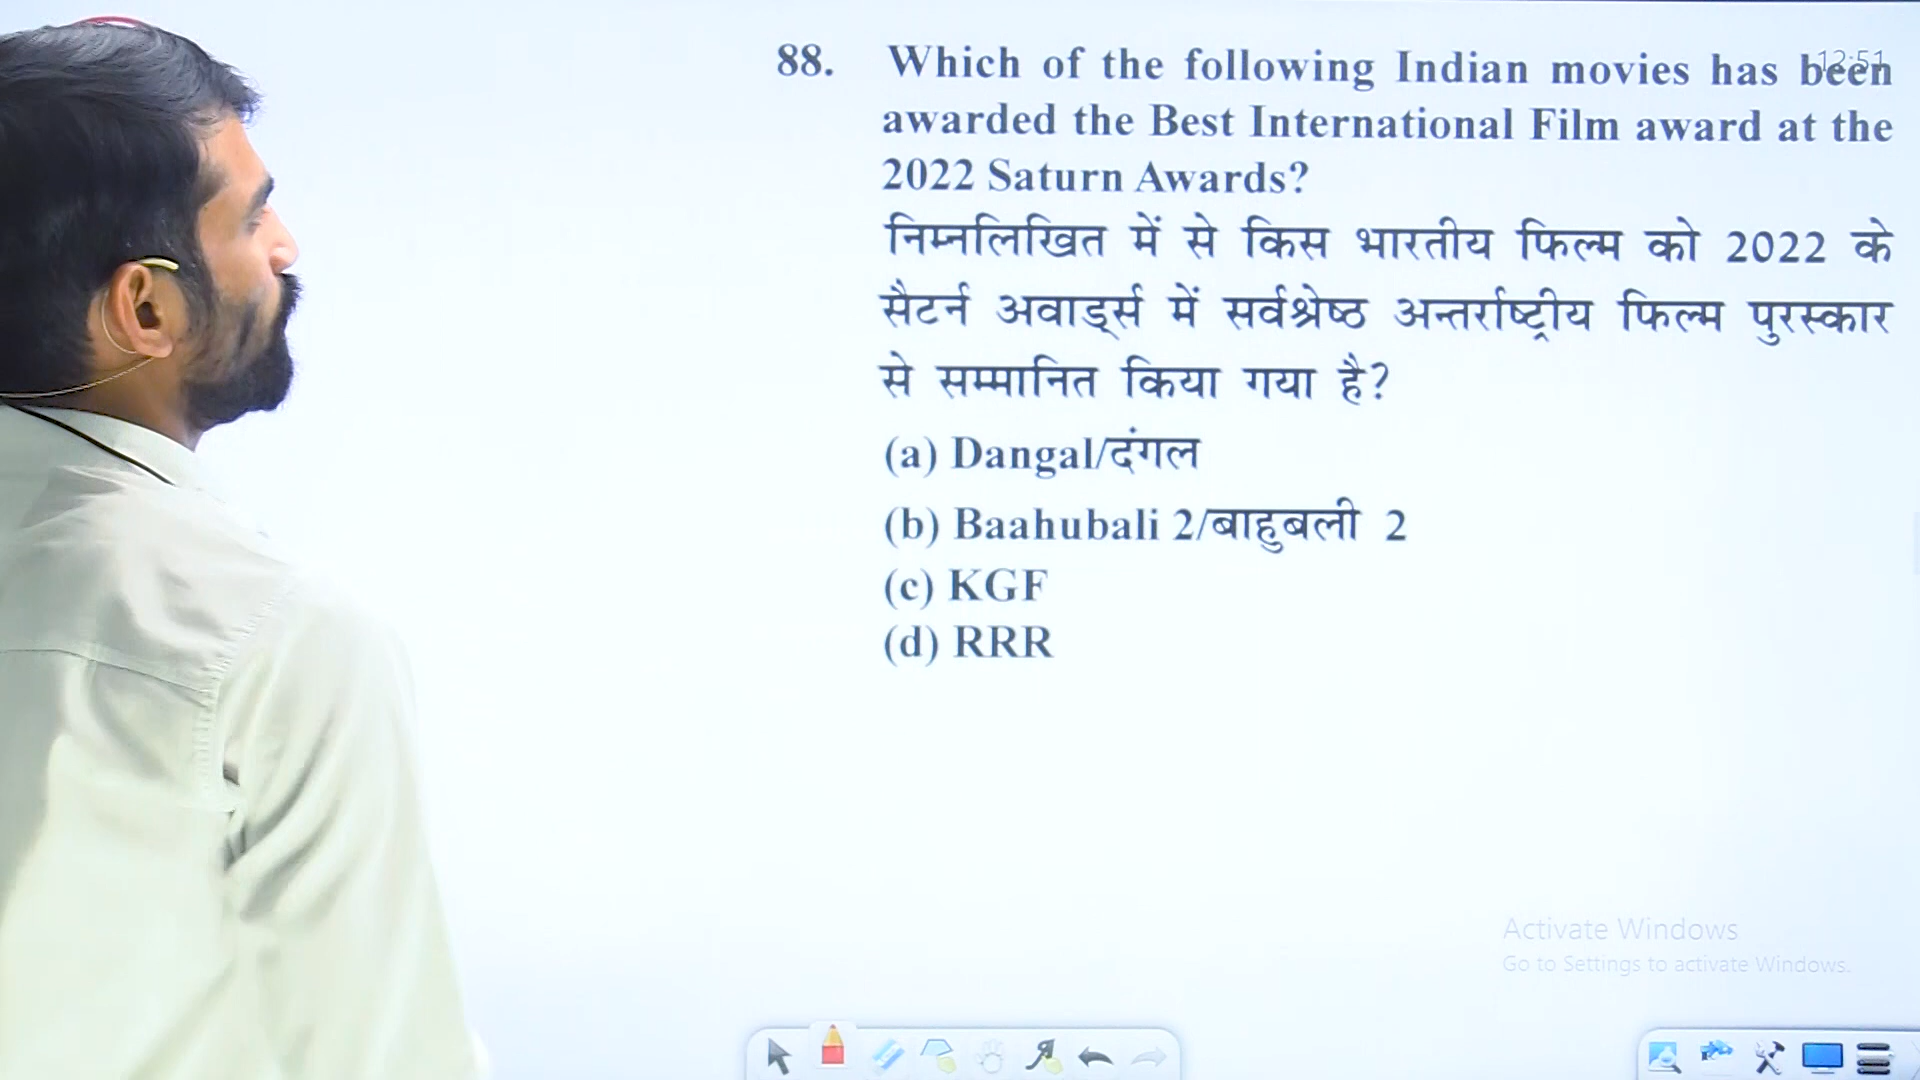 88. Which of the following Indian movies has been
12:51
awarded the Best International Film award at the
2022 Saturn Awards?
निम्नलिखित में से किस भारतीय फिल्म को 2022 के
सैटर्न अवार्ड्स में सर्वश्रेष्ठ अन्तर्राष्ट्रीय फिल्म पुरस्कार
से सम्मानित किया गया है?
(a) Dangal/दंगल
(b) Baahubali 2/बाहुबली 2
(c) KGF
(d) RRR
Activate Windows
Go to Settings to activate Windows.